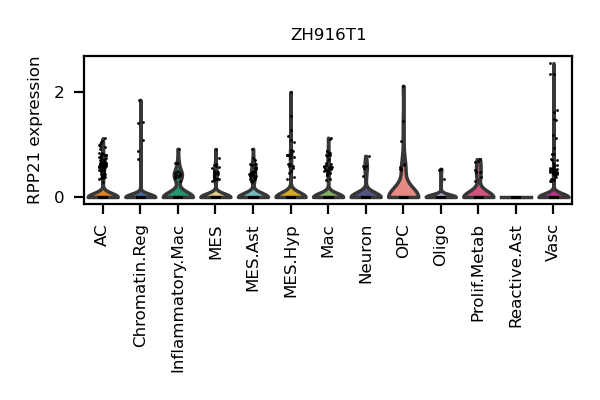 ZH916T1
RPP21 expression
2
0
AC
Chromatin.Reg
Inflammatory.Mac
MES
MES.Ast
MES.Hyp
Mac
Neuron
OPC
Oligo
Prolif.Metab
Reactive.Ast
Vasc